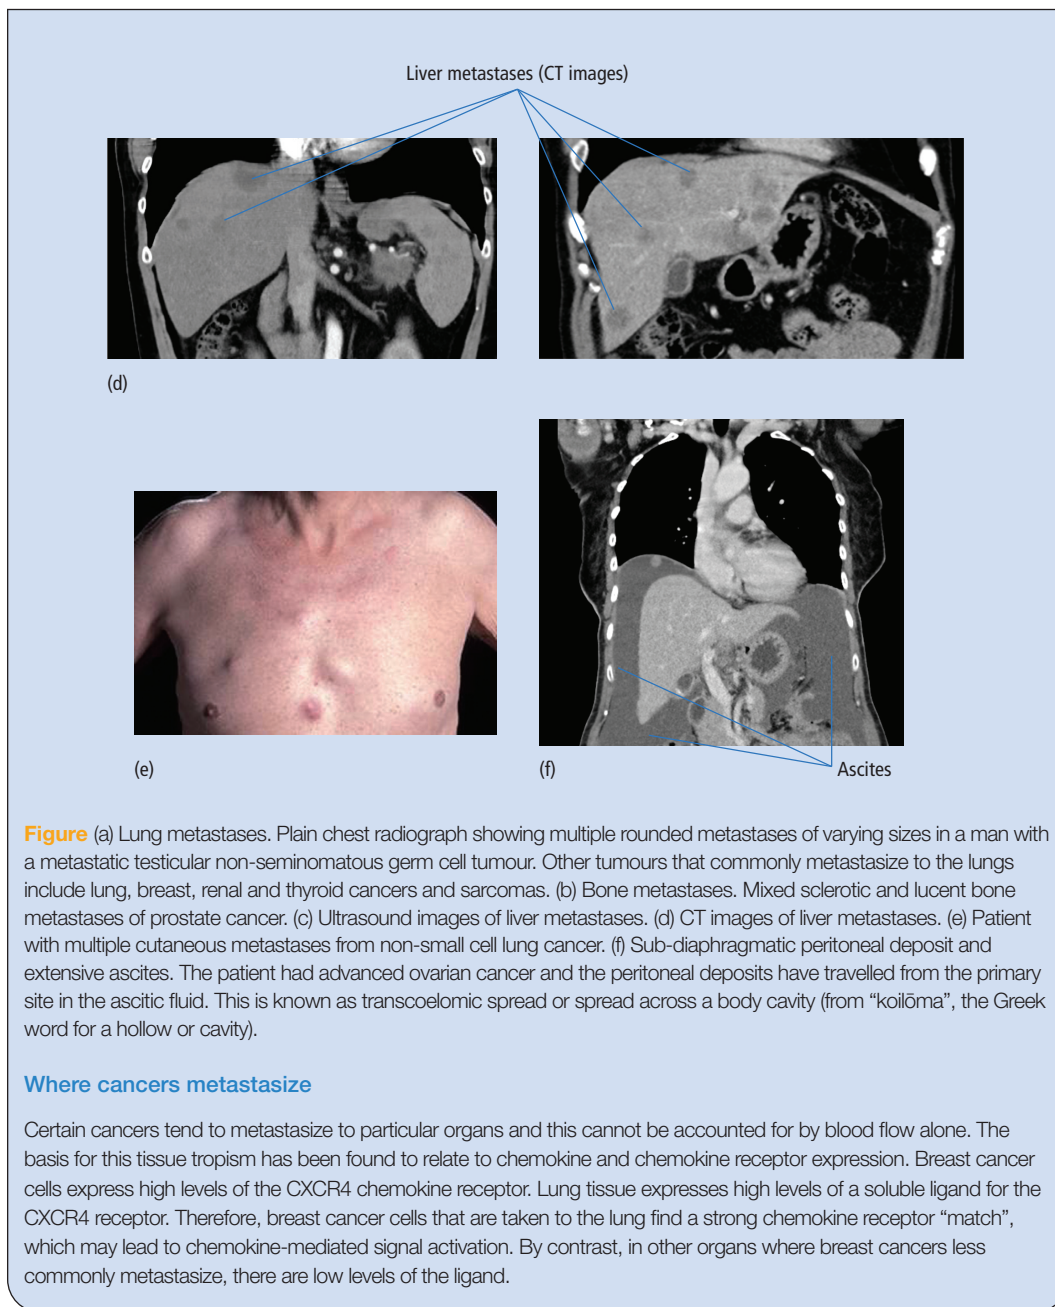 Liver metastases (CT images)
(d)
(e)
(f)
Ascites
Figure (a) Lung metastases. Plain chest radiograph showing multiple rounded metastases of varying sizes in a man with
a metastatic testicular non-seminomatous germ cell tumour. Other tumours that commonly metastasize to the lungs
include lung, breast, renal and thyroid cancers and sarcomas. (b) Bone metastases. Mixed sclerotic and lucent bone
metastases of prostate cancer. (c) Ultrasound images of liver metastases. (d) CT images of liver metastases. (e) Patient
with multiple cutaneous metastases from non-small cell lung cancer. (f) Sub-diaphragmatic peritoneal deposit and
extensive ascites. The patient had advanced ovarian cancer and the peritoneal deposits have travelled from the primary
site in the ascitic fluid. This is known as transcoelomic spread or spread across a body cavity (from “koilōma”, the Greek
word for a hollow or cavity).
Where cancers metastasize
Certain cancers tend to metastasize to particular organs and this cannot be accounted for by blood flow alone. The
basis for this tissue tropism has been found to relate to chemokine and chemokine receptor expression. Breast cancer
cells express high levels of the CXCR4 chemokine receptor. Lung tissue expresses high levels of a soluble ligand for the
CXCR4 receptor. Therefore, breast cancer cells that are taken to the lung find a strong chemokine receptor “match”,
which may lead to chemokine-mediated signal activation. By contrast, in other organs where breast cancers less
commonly metastasize, there are low levels of the ligand.